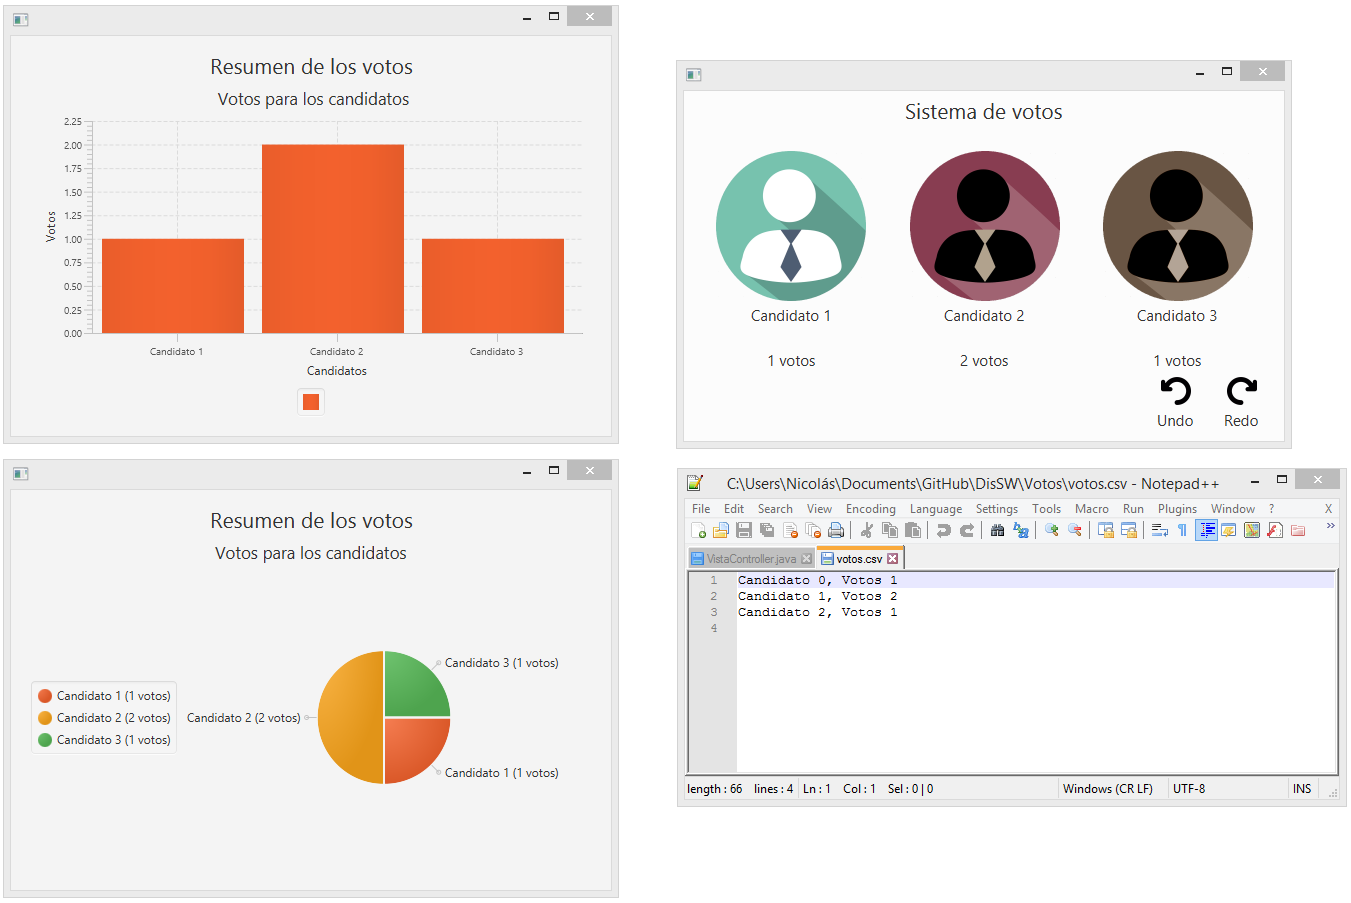 Resumen de los votos
Votos para los candidatos
Votos
2.25
2.00
1.75
1.50
1.25
1.00
0.75
0.50
0.25
0.00
Candidato 1
Candidato 2
Candidato 3
Candidatos
Sistema de votos
Candidato 1
Candidato 2
Candidato 3
1 votos
2 votos
1 votos
Undo
Redo
Resumen de los votos
Votos para los candidatos
Candidato 1 (1 votos)
Candidato 2 (2 votos)
Candidato 3 (1 votos)
Candidato 3 (1 votos)
Candidato 2 (2 votos)
Candidato 1 (1 votos)
C:\Users\Nicolás\Documents\GitHub\DisSW\Votos\votos.csv - Notepad++
File Edit Search View Encoding Language Settings Tools Macro Run Plugins Window ? X
VistaController.java votos.csv
1 Candidato 0, Votos 1
2 Candidato 1, Votos 2
3 Candidato 2, Votos 1
4
length : 66 lines : 4 Ln : 1 Col : 1 Sel : 0 | 0 Windows (CR LF) UTF-8 INS